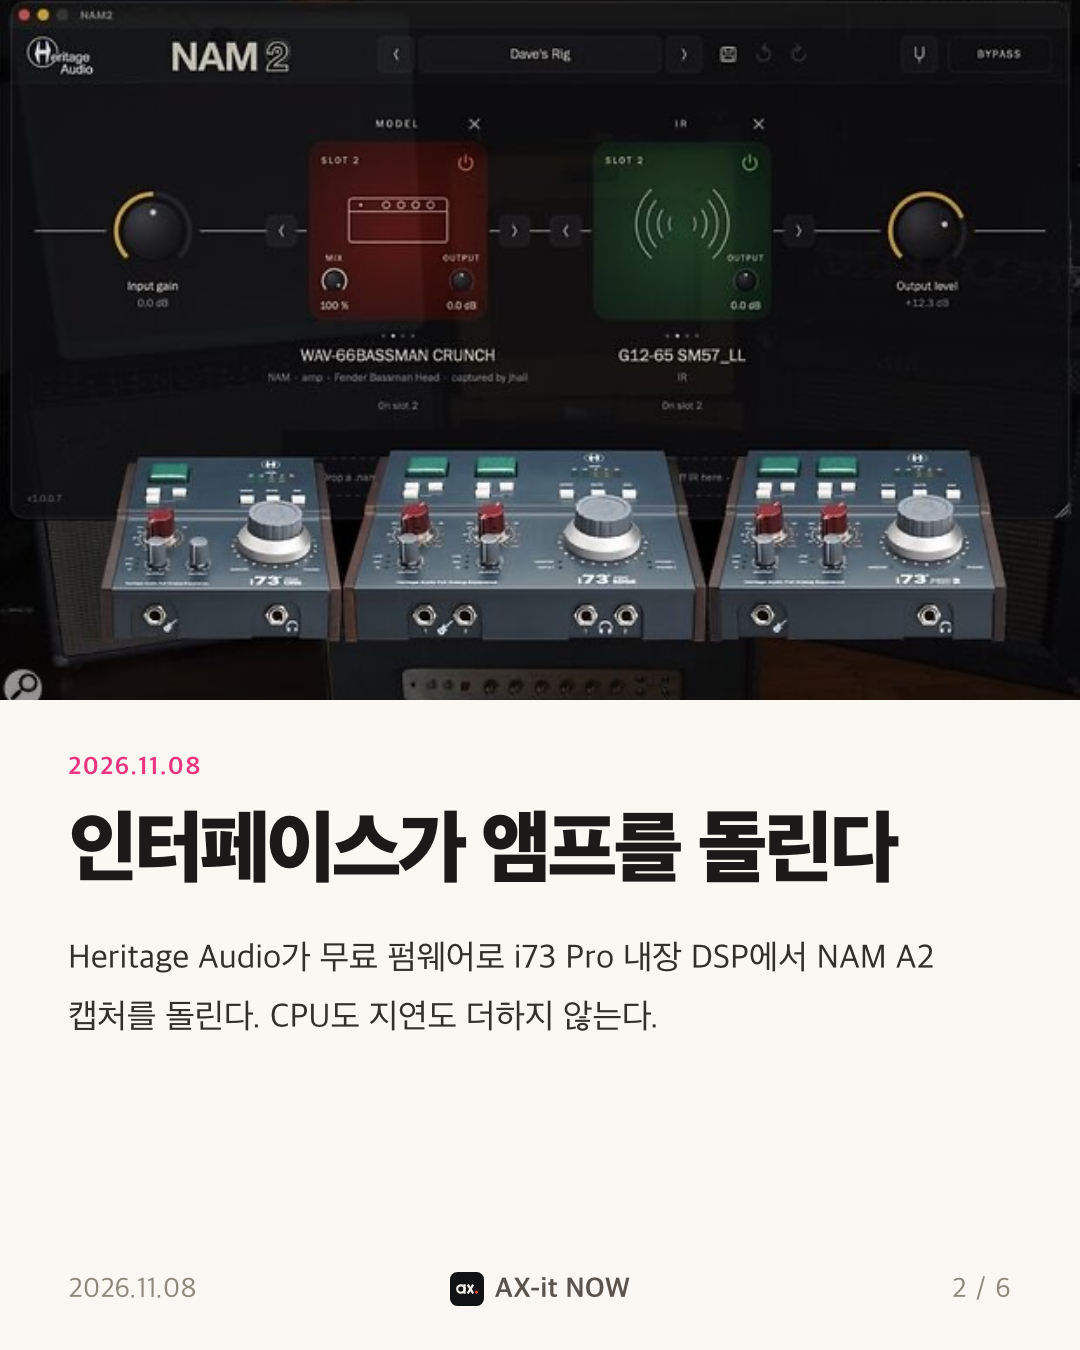 NAM2
Heritage Audio
NAM 2
Dave's Rig
BYPASS
MODEL
IR
SLOT 2
SLOT 2
MIX
OUTPUT
OUTPUT
100 %
0.0 dB
0.0 dB
Input gain
0.0 dB
Output level
+12.3 dB
WAV-66BASSMAN CRUNCH
G12-65 SM57_LL
NAM - amp - Fender Bassman Head - captured by jhall
IR
On slot 2
On slot 2
v1.0.0.7
i73
i73
i73
2026.11.08
인터페이스가 앰프를 돌린다
Heritage Audio가 무료 펌웨어로 i73 Pro 내장 DSP에서 NAM A2
캡처를 돌린다. CPU도 지연도 더하지 않는다.
2026.11.08
ax.
AX-it NOW
2 / 6